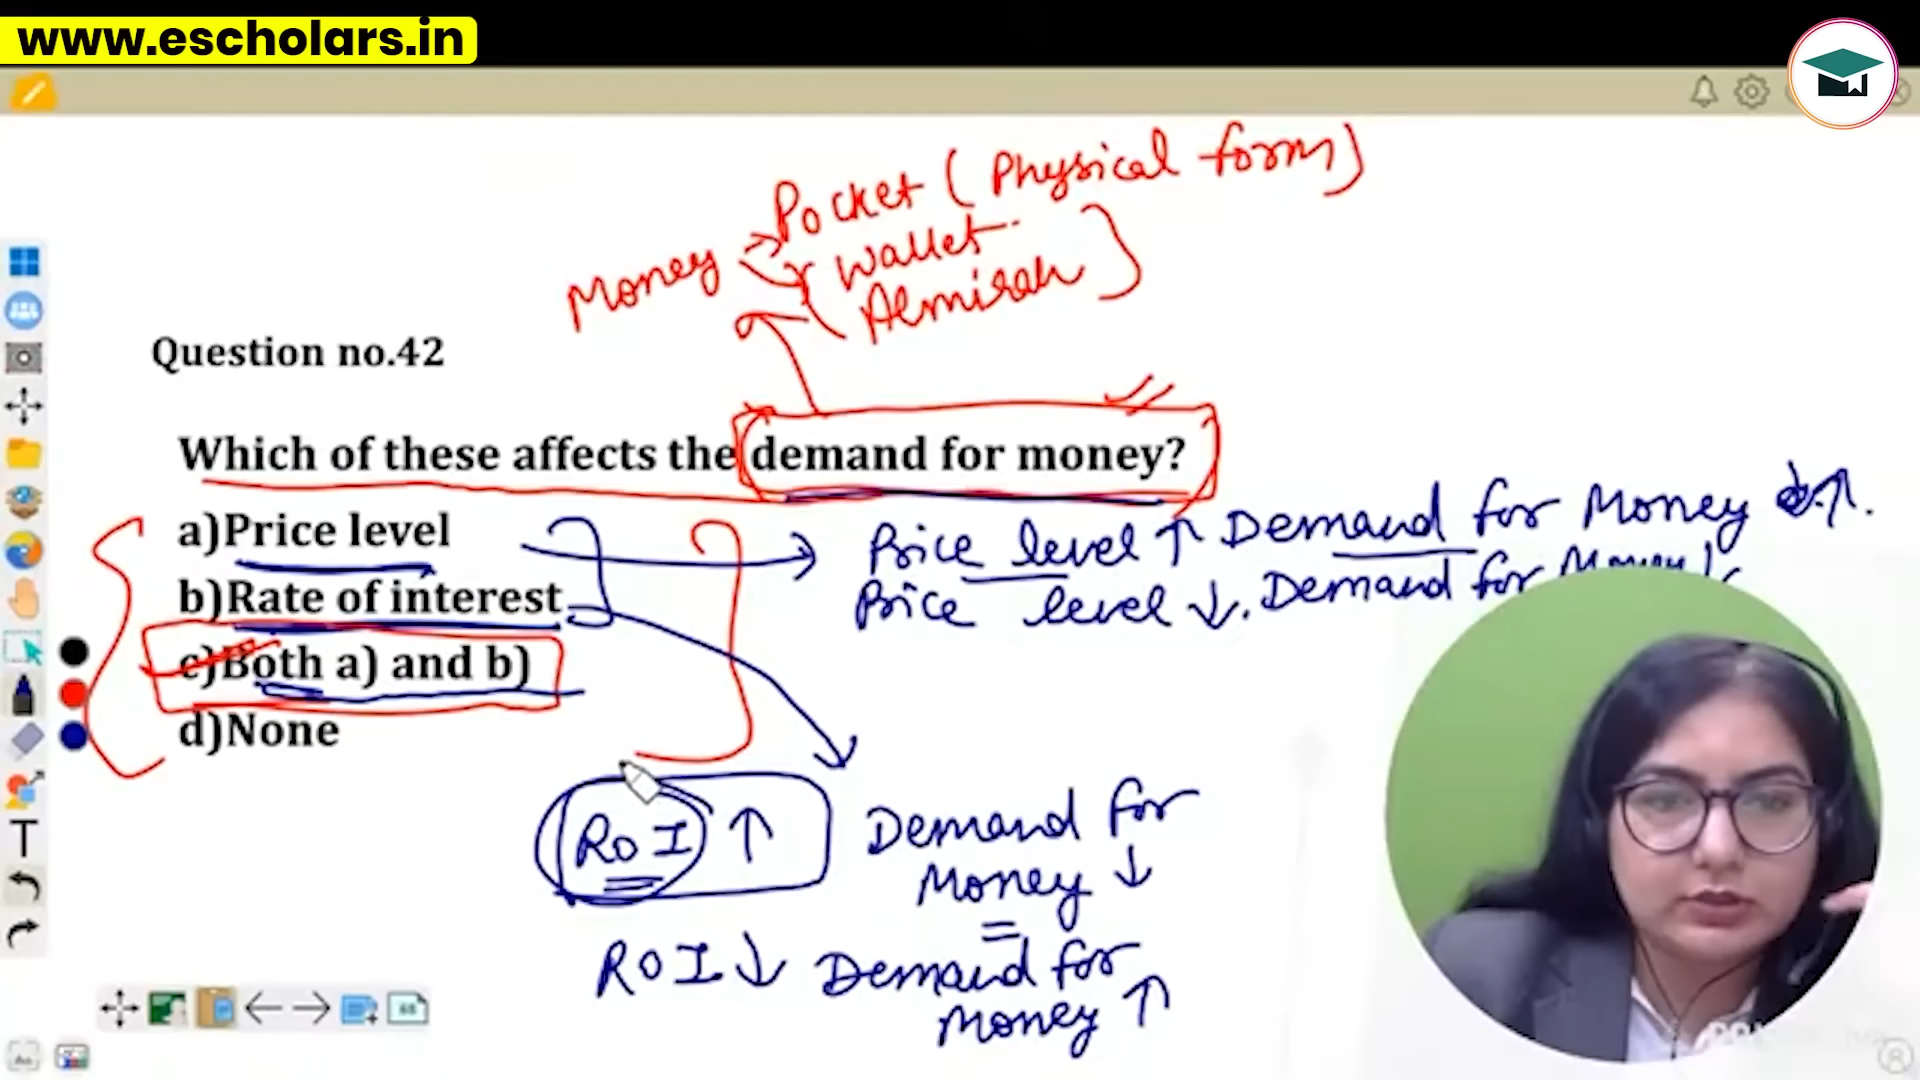 www.escholars.in
Pocket (Physical form)
Money → Wallet
Almirah
Question no.42
Which of these affects the demand for money?
a)Price level
b)Rate of interest
c)Both a) and b)
d)None
Price level ↑ Demand for Money ↑.
Price level ↓. Demand for Money ↓
ROI ↑ Demand for
Money ↓
ROI ↓ Demand for
Money ↑
T